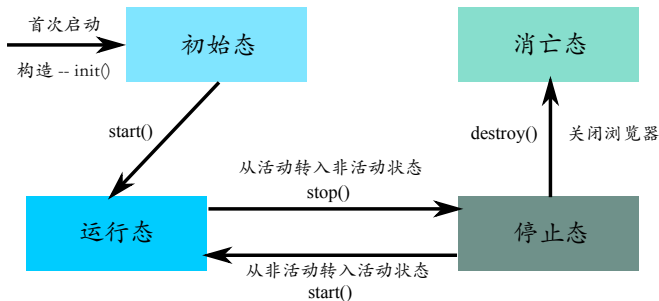 首次启动
构造 -- init()
初始态
消亡态
start()
destroy()
关闭浏览器
从活动转入非活动状态
stop()
运行态
停止态
从非活动转入活动状态
start()